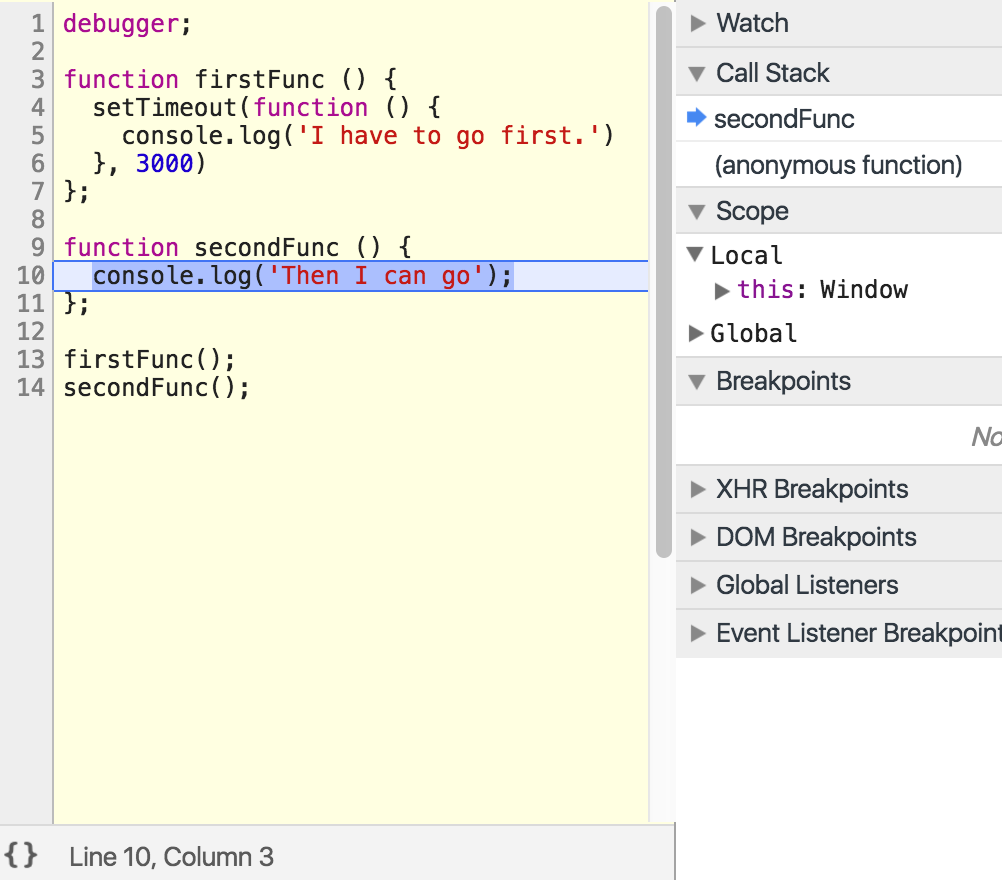 1 debugger;
2
3 function firstFunc () {
4 setTimeout(function () {
5 console.log('I have to go first.')
6 }, 3000)
7 };
8
9 function secondFunc () {
10 console.log('Then I can go');
11 };
12
13 firstFunc();
14 secondFunc();
{} Line 10, Column 3
Watch
Call Stack
secondFunc
(anonymous function)
Scope
Local
this: Window
Global
Breakpoints
No
XHR Breakpoints
DOM Breakpoints
Global Listeners
Event Listener Breakpoint